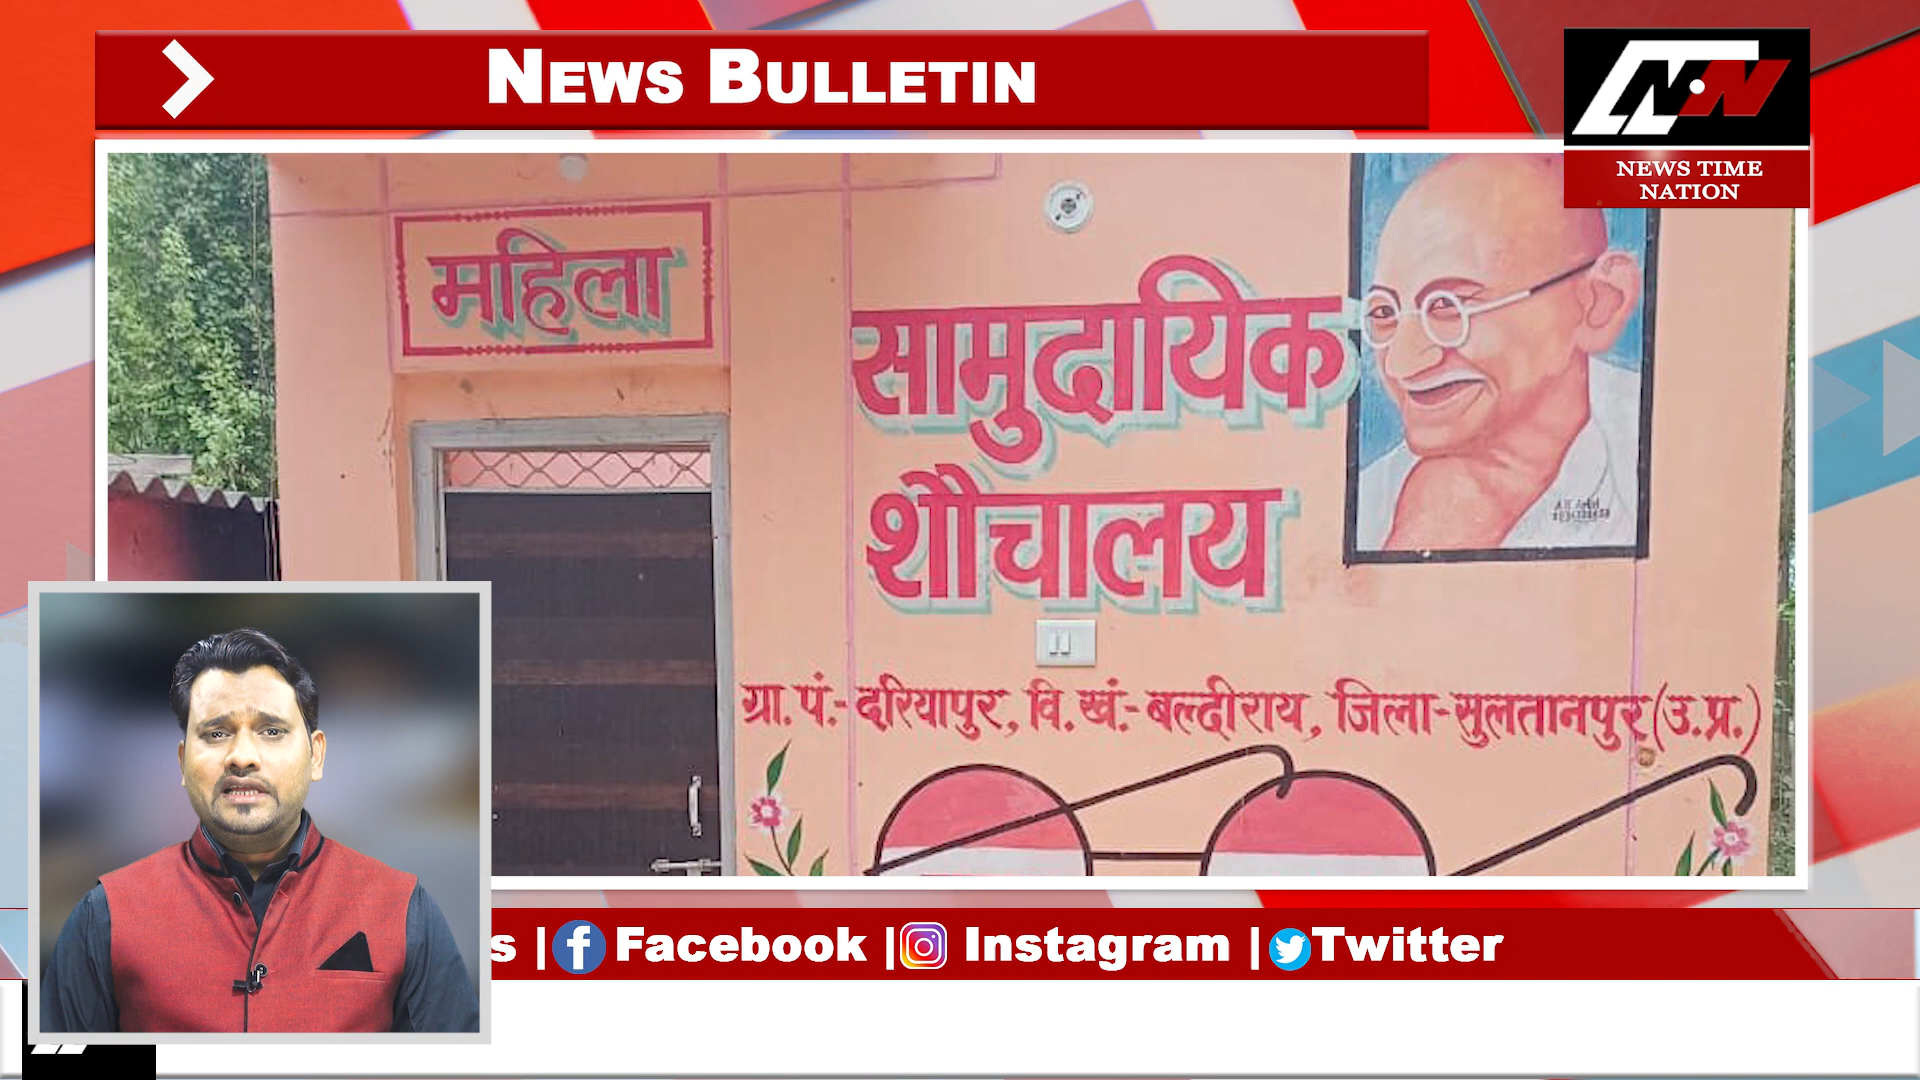 NEWS BULLETIN
NEWS TIME
NATION
महिला
सामुदायिक
शौचालय
ग्रा. पं.- दरियापुर, वि. खं.- बल्दीराय, जिला-सुलतानपुर (उ.प्र.)
s | Facebook | Instagram | Twitter